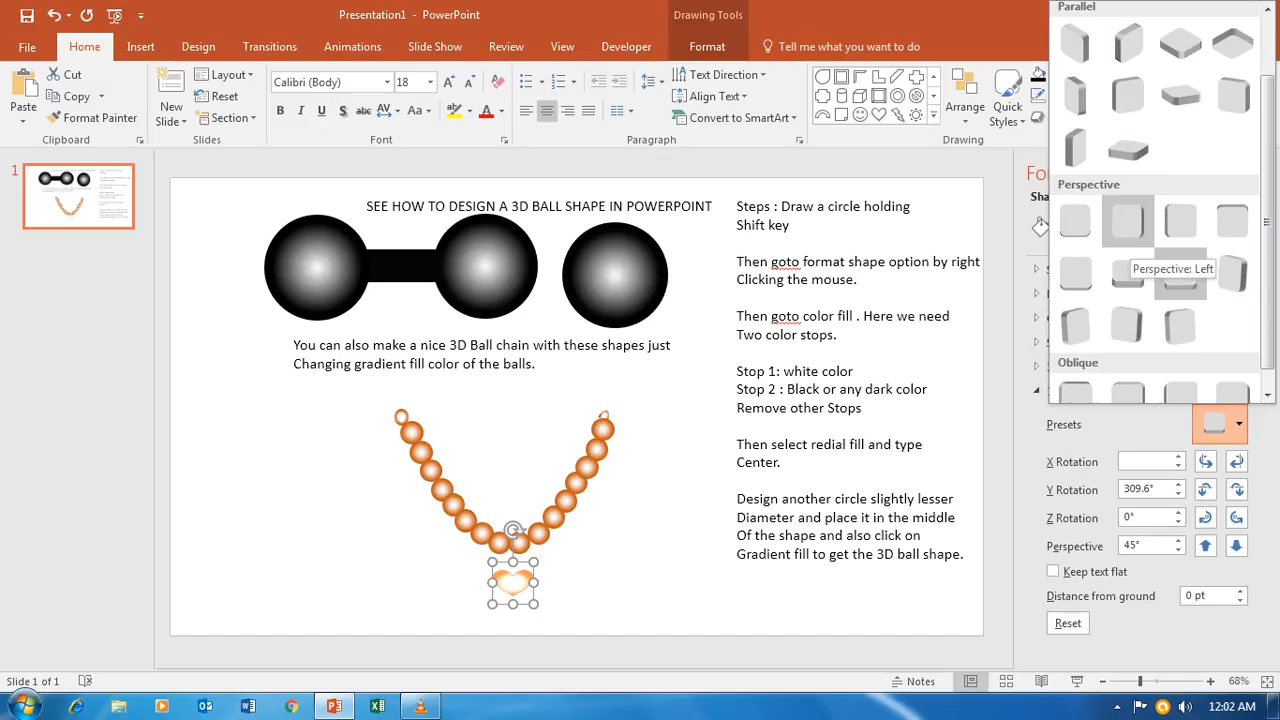 Presentation1 - PowerPoint
Drawing Tools
File
Home
Insert
Design
Transitions
Animations
Slide Show
Review
View
Developer
Format
Tell me what you want to do
Paste
Cut
Copy
Format Painter
Clipboard
New
Slide
Layout
Reset
Section
Slides
Calibri (Body)
18
B
I
U
S
abc
AV
Aa
A
Font
Text Direction
Align Text
Convert to SmartArt
Paragraph
Arrange
Quick
Styles
Drawing
Parallel
Perspective
Perspective: Left
Oblique
1
SEE HOW TO DESIGN A 3D BALL SHAPE IN POWERPOINT
You can also make a nice 3D Ball chain with these shapes just
Changing gradient fill color of the balls.
Steps : Draw a circle holding
Shift key
Then goto format shape option by right
Clicking the mouse.
Then goto color fill . Here we need
Two color stops.
Stop 1: white color
Stop 2 : Black or any dark color
Remove other Stops
Then select redial fill and type
Center.
Design another circle slightly lesser
Diameter and place it in the middle
Of the shape and also click on
Gradient fill to get the 3D ball shape.
Presets
X Rotation
Y Rotation
309.6°
Z Rotation
0°
Perspective
45°
Keep text flat
Distance from ground
0 pt
Reset
Slide 1 of 1
Notes
68%
12:02 AM